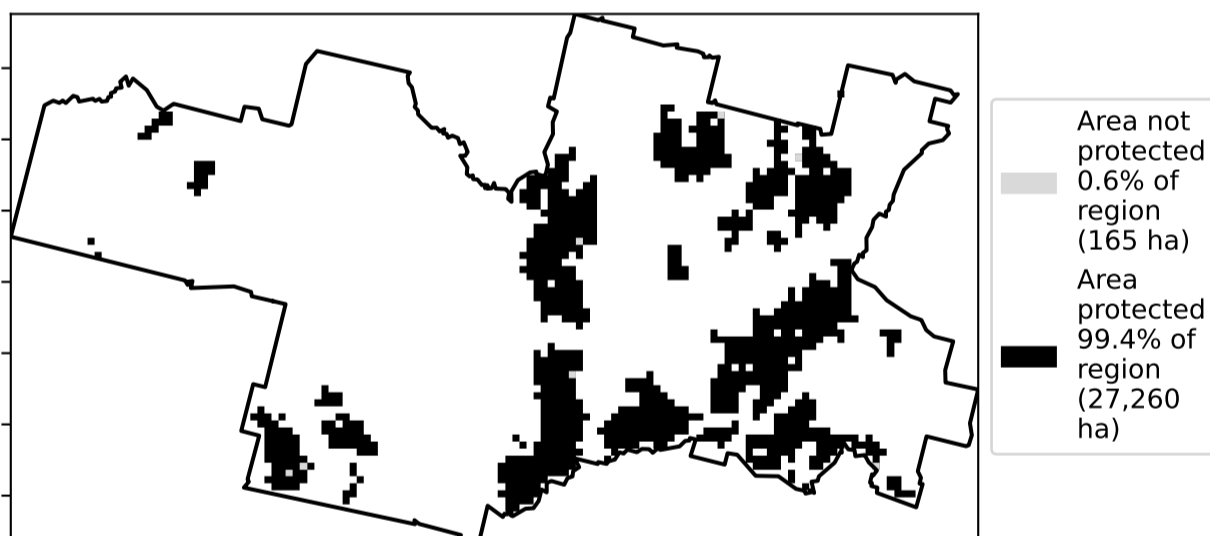 Area not
protected
0.6% of
region
(165 ha)
Area
protected
99.4% of
region
(27,260
ha)